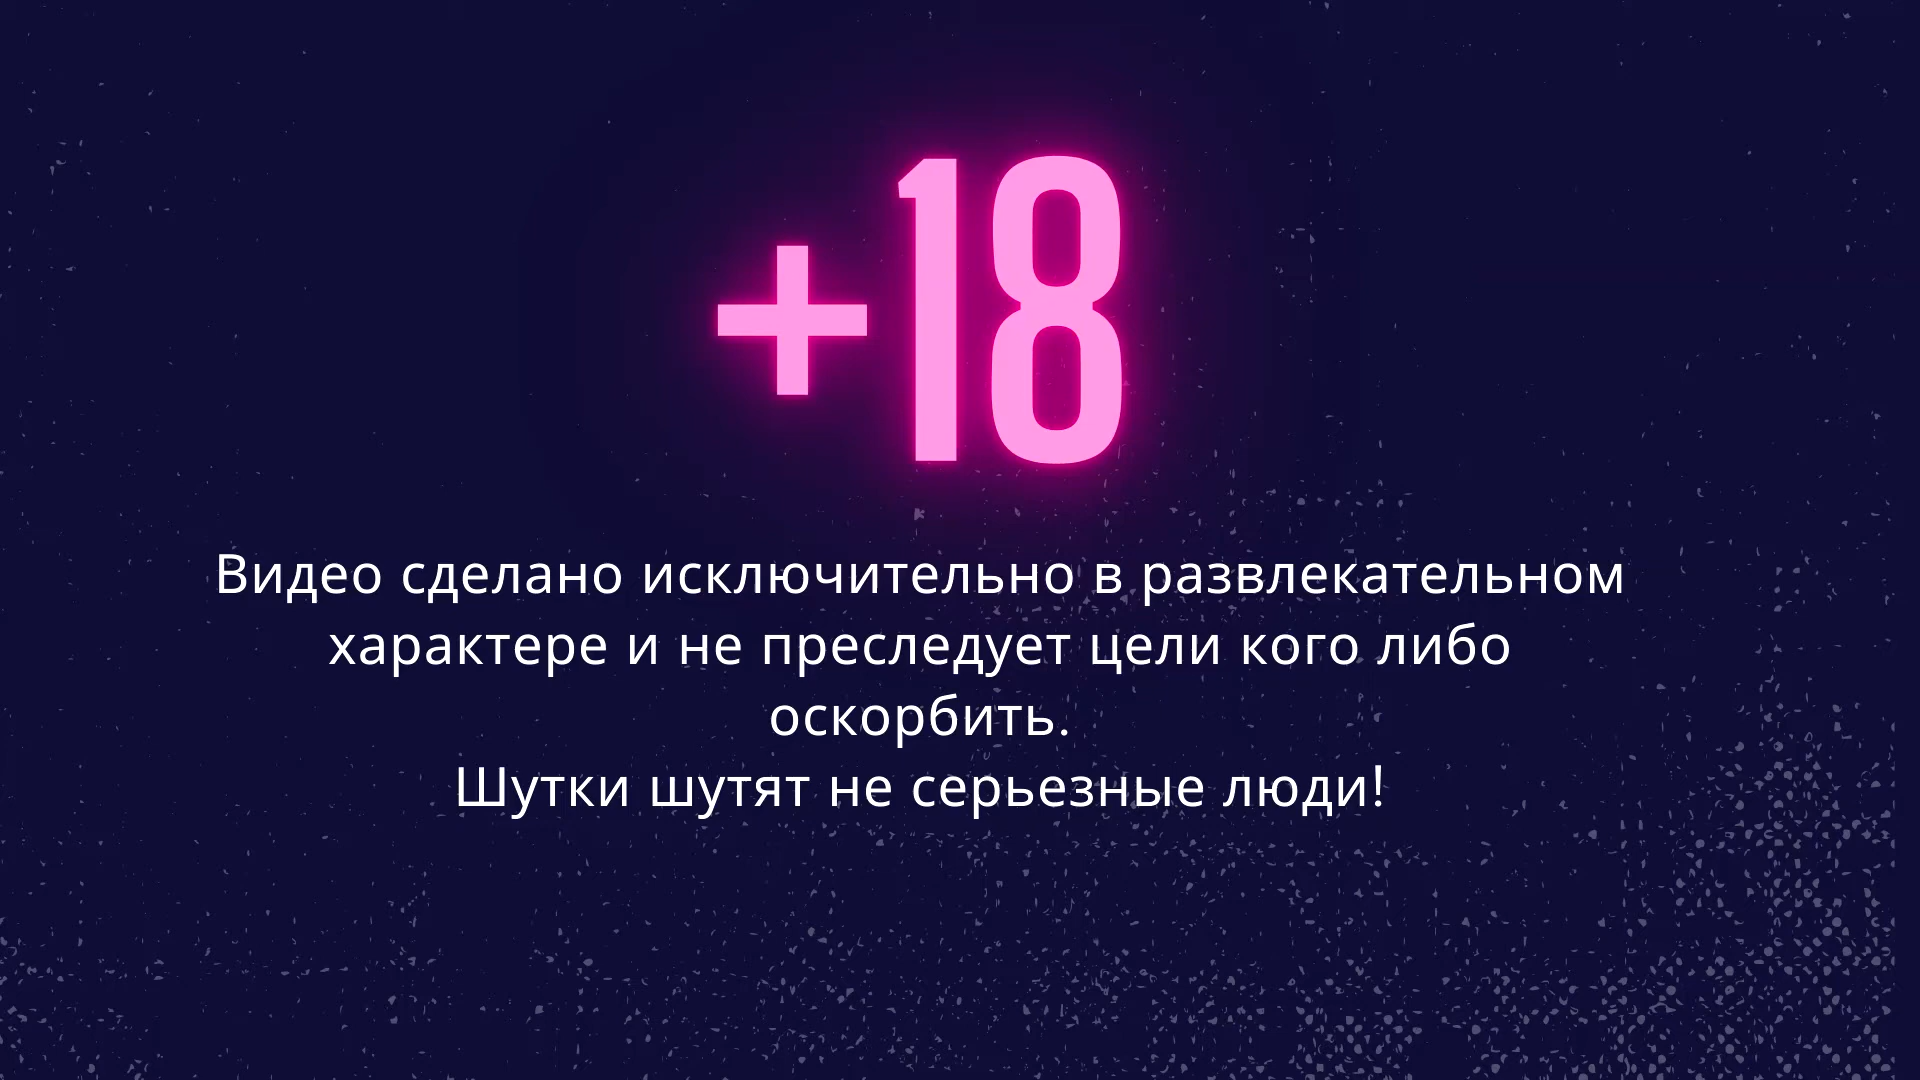 +18
Видео сделано исключительно в развлекательном
характере и не преследует цели кого либо
оскорбить.
Шутки шутят не серьезные люди!